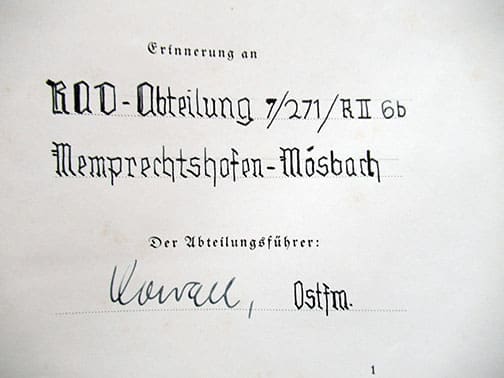 Erinnerung an
RAD-Abteilung 7/271/R II 6b
Memprechtshofen-Mösbach
Der Abteilungsführer:
Kowall, Ostfm.
1